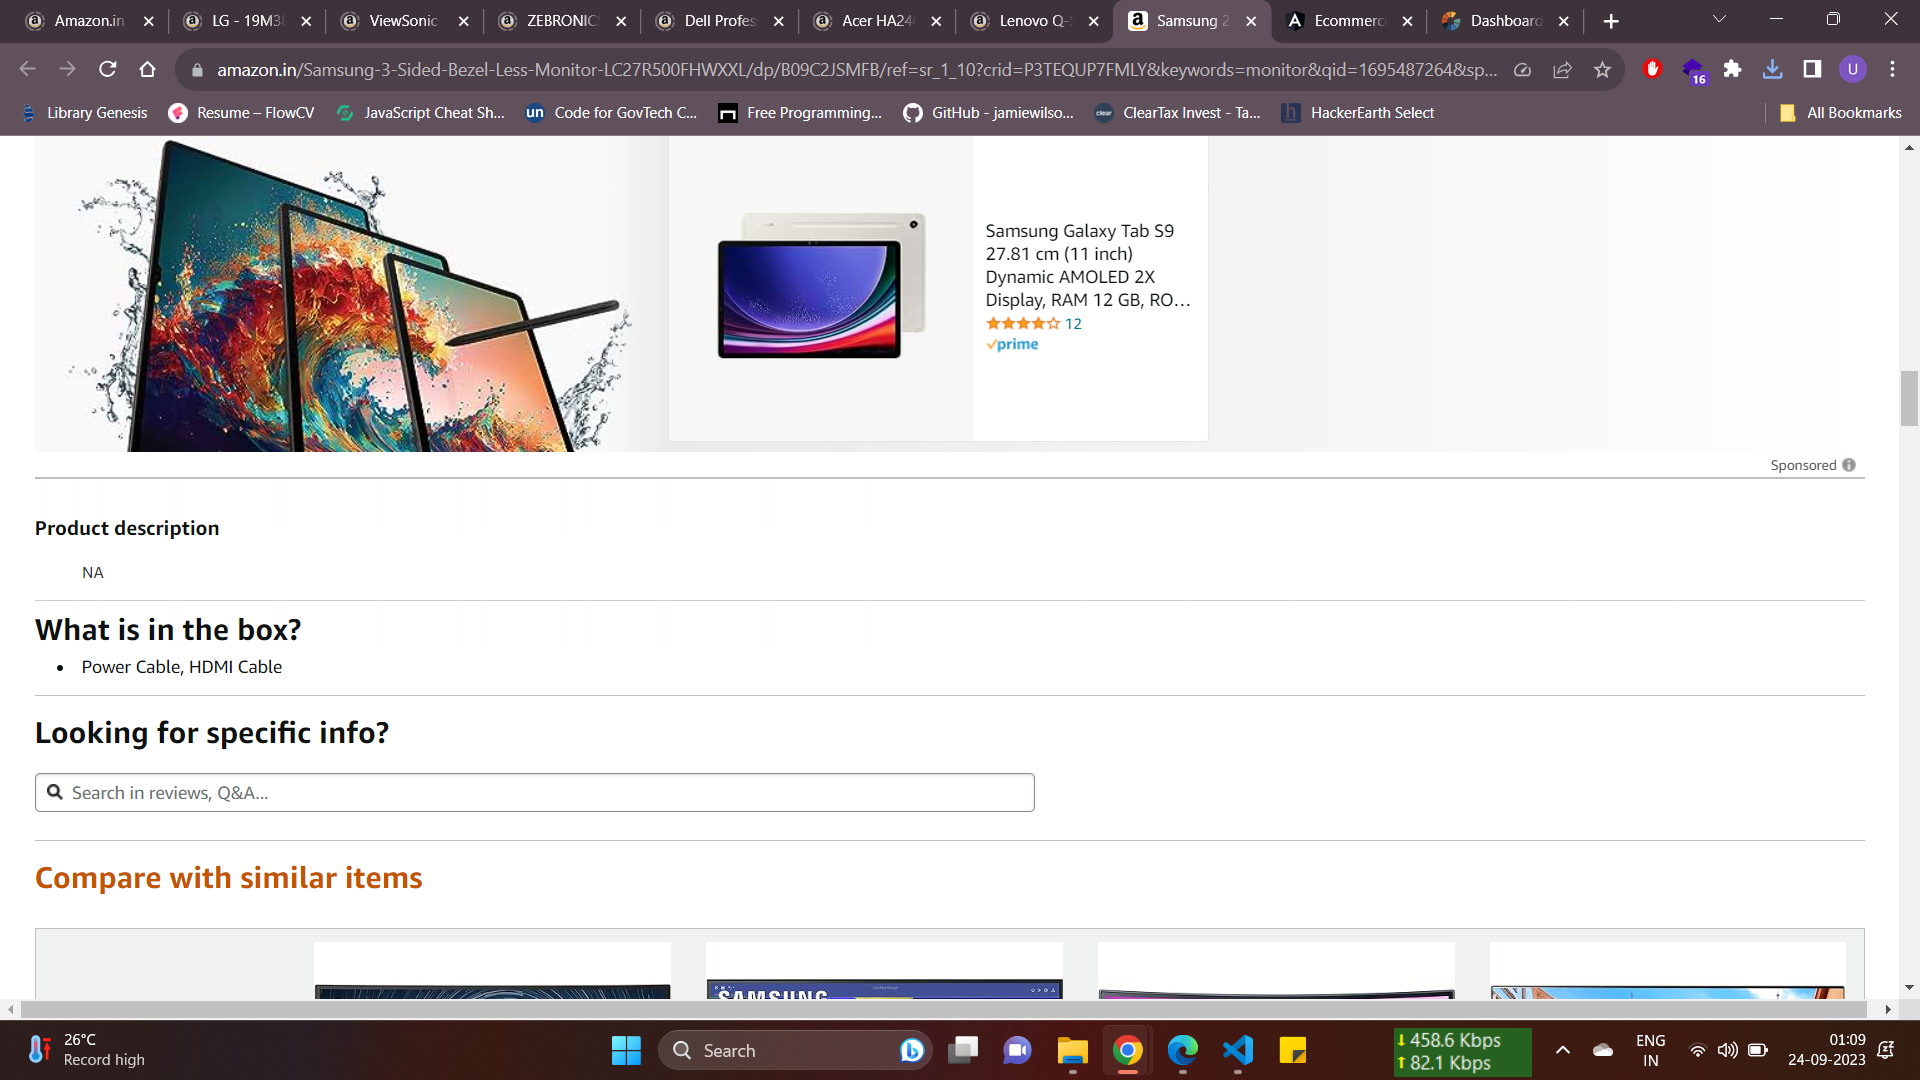 Amazon.in
LG - 19M38
ViewSonic
ZEBRONICS
Dell Profes
Acer HA240
Lenovo Q-
Samsung 2
Ecommerc
Dashboard
amazon.in/Samsung-3-Sided-Bezel-Less-Monitor-LC27R500FHWXXL/dp/B09C2JSMFB/ref=sr_1_10?crid=P3TEQUP7FMLY&keywords=monitor&qid=1695487264&sp...
16
U
Library Genesis
Resume – FlowCV
JavaScript Cheat Sh...
un
Code for GovTech C...
Free Programming...
GitHub - jamiewilso...
clear
ClearTax Invest - Ta...
h
HackerEarth Select
All Bookmarks
Samsung Galaxy Tab S9
27.81 cm (11 inch)
Dynamic AMOLED 2X
Display, RAM 12 GB, RO...
12
prime
Sponsored
Product description
NA
What is in the box?
• Power Cable, HDMI Cable
Looking for specific info?
Search in reviews, Q&A...
Compare with similar items
SAMSUNG
26°C
Record high
Search
458.6 Kbps
82.1 Kbps
ENG
IN
01:09
24-09-2023